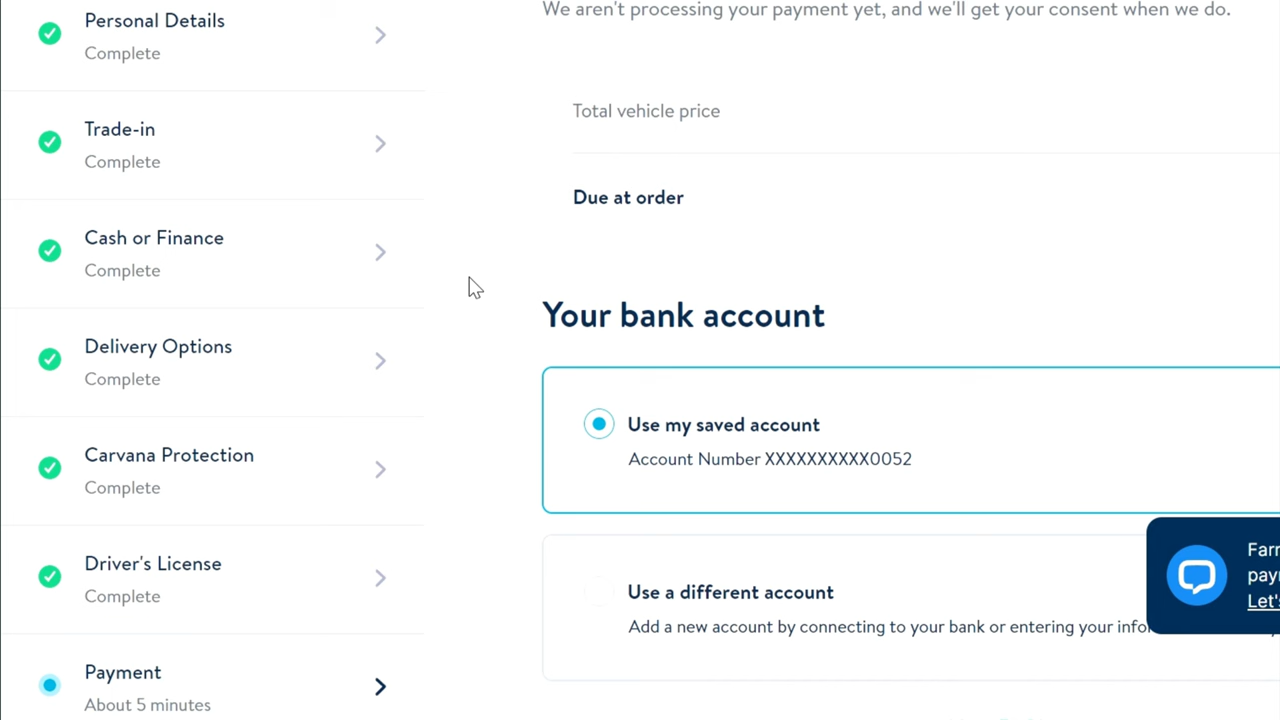 Personal Details
Complete
Trade-in
Complete
Cash or Finance
Complete
Delivery Options
Complete
Carvana Protection
Complete
Driver's License
Complete
Payment
About 5 minutes
We aren't processing your payment yet, and we'll get your consent when we do.
Total vehicle price
Due at order
Your bank account
Use my saved account
Account Number XXXXXXXXXX0052
Use a different account
Add a new account by connecting to your bank or entering your
Let's